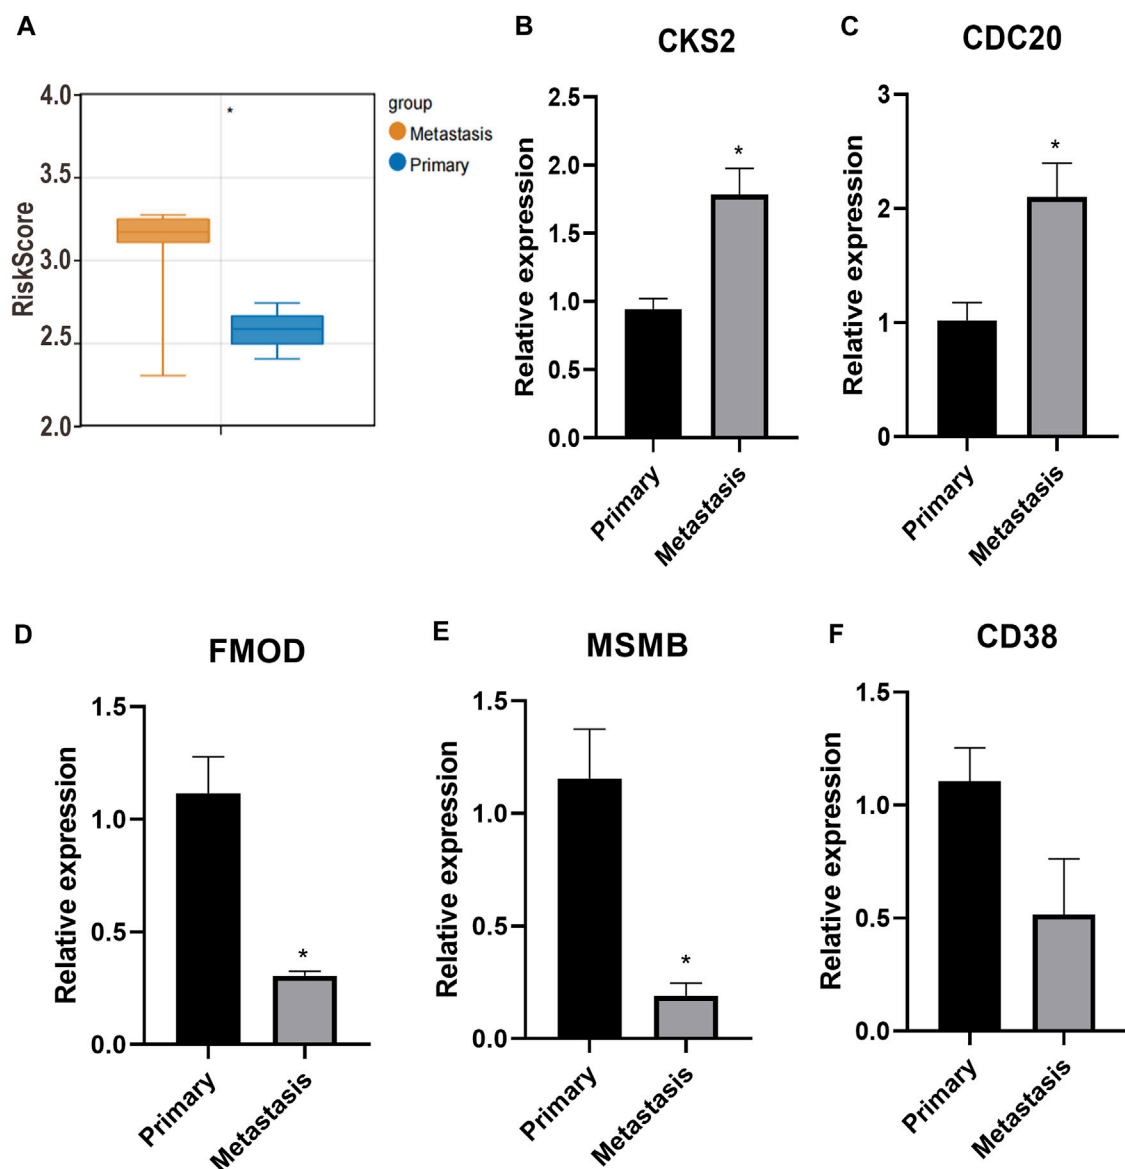 A
RiskScore
4.0
3.5
3.0
2.5
2.0
*
group
Metastasis
Primary
B
CKS2
Relative expression
2.5
2.0
1.5
1.0
0.5
0.0
*
Primary
Metastasis
C
CDC20
Relative expression
3
2
1
0
*
Primary
Metastasis
D
FMOD
Relative expression
1.5
1.0
0.5
0.0
*
Primary
Metastasis
E
MSMB
Relative expression
1.5
1.0
0.5
0.0
*
Primary
Metastasis
F
CD38
Relative expression
1.5
1.0
0.5
0.0
Primary
Metastasis